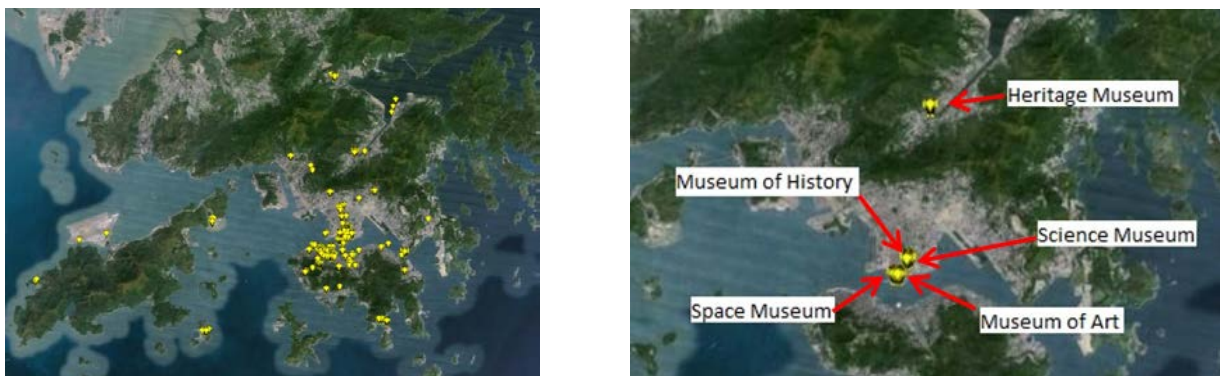 Heritage Museum
Museum of History
Science Museum
Space Museum
Museum of Art